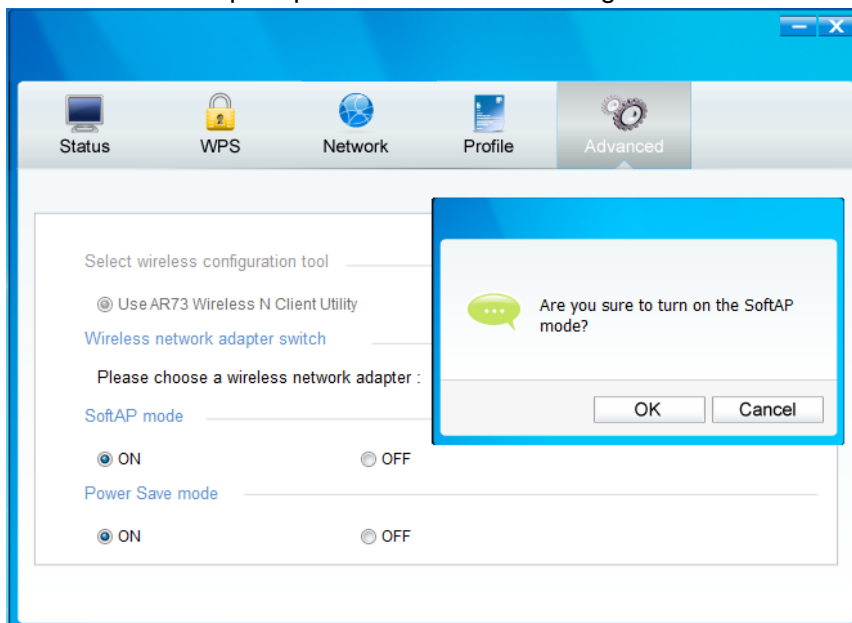 Status
WPS
Network
Profile
Advanced
Select wireless configuration tool
Use AR73 Wireless N Client Utility
Wireless network adapter switch
Please choose a wireless network adapter :
SoftAP mode
ON
OFF
Power Save mode
ON
OFF
Are you sure to turn on the SoftAP
mode?
OK
Cancel